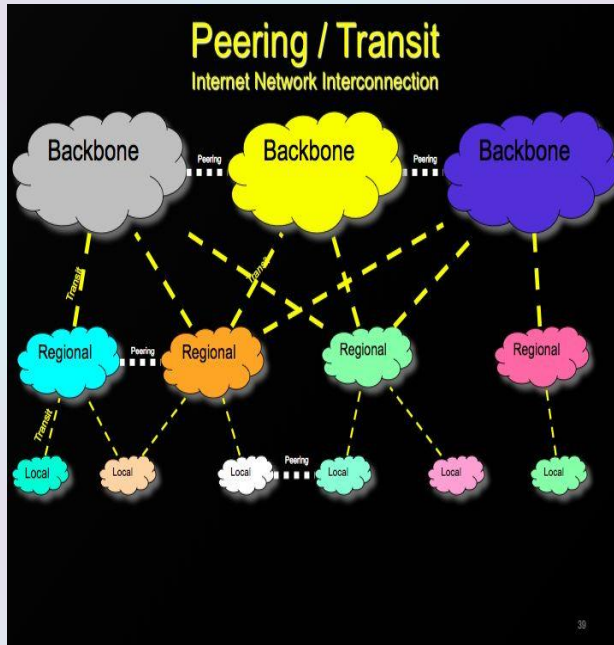 Peering / Transit
Internet Network Interconnection
Backbone
Peering
Backbone
Peering
Backbone
Transit
Transit
Regional
Peering
Regional
Regional
Regional
Transit
Local
Local
Local
Peering
Local
Local
Local
39